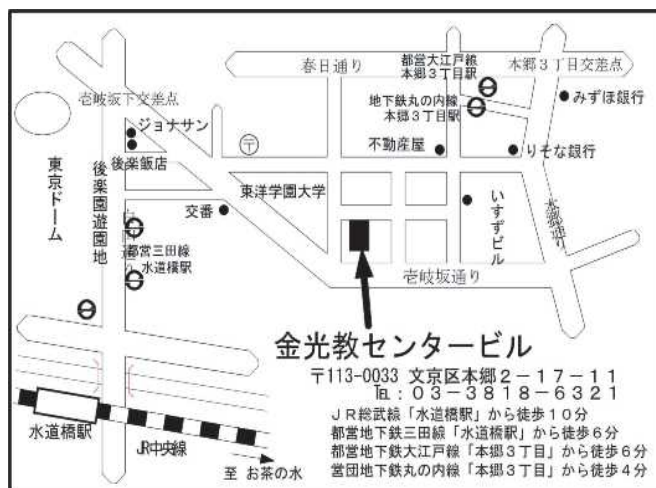 春日通り
都営大江戸線
本郷3丁目駅
本郷3丁目交差点
地下鉄丸の内線
本郷3丁目駅
みずほ銀行
壱岐坂下交差点
ジョナサン
後楽飯店
〒
不動産屋
りそな銀行
東京ドーム
後楽園遊園地
東洋学園大学
交番
いすずビル
本郷通り
都営三田線
水道橋駅
壱岐坂通り
金光教センタービル
〒113-0033 文京区本郷2-17-11
℡:03-3818-6321
JR総武線「水道橋駅」から徒歩10分
都営地下鉄三田線「水道橋駅」から徒歩6分
都営地下鉄大江戸線「本郷3丁目」から徒歩6分
営団地下鉄丸の内線「本郷3丁目」から徒歩4分
水道橋駅
JR中央線
至 お茶の水